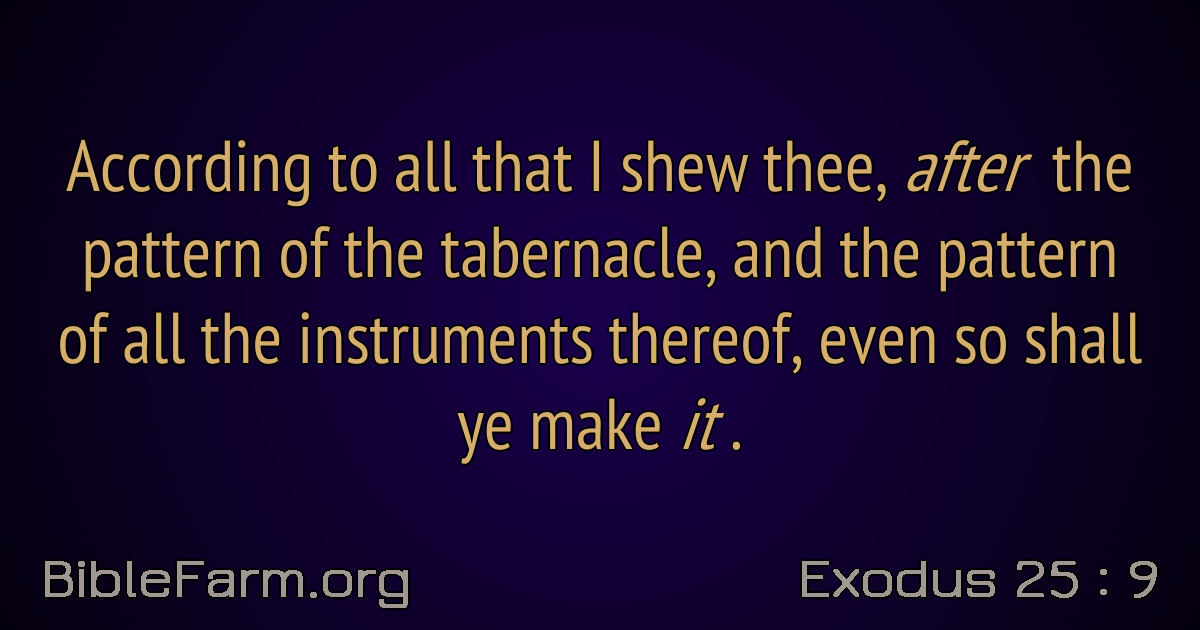 According to all that I shew thee, after the
pattern of the tabernacle, and the pattern
of all the instruments thereof, even so shall
ye make it .
BibleFarm.org
Exodus 25 : 9